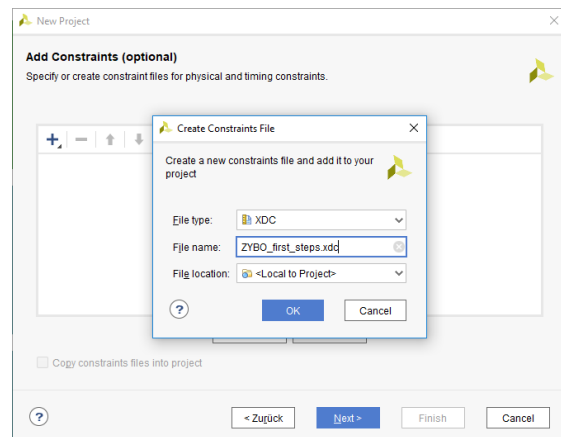 New Project
Add Constraints (optional)
Specify or create constraint files for physical and timing constraints.
Create Constraints File
Create a new constraints file and add it to your
project
File type: XDC
File name: ZYBO_first_steps.xdc
File location: <Local to Project>
? OK Cancel
Copy constraints files into project
? < Zurück Next > Finish Cancel